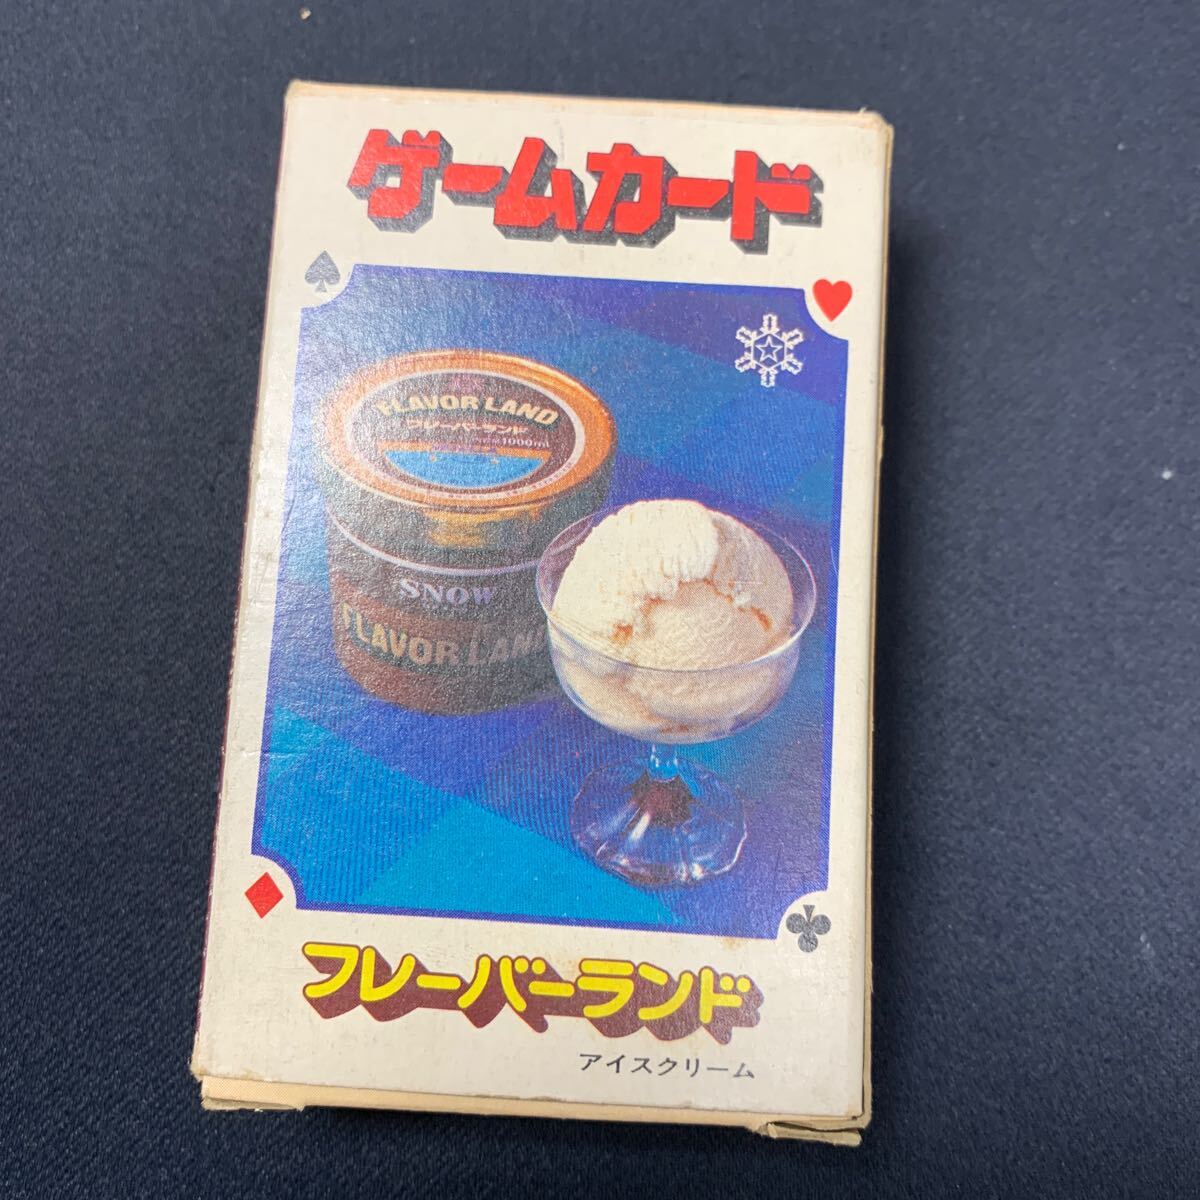 ゲームカード
FLAVOR LAND
フレーバーランド
1000ml
SNOW
FLAVOR LAND
フレーバーランド
アイスクリーム